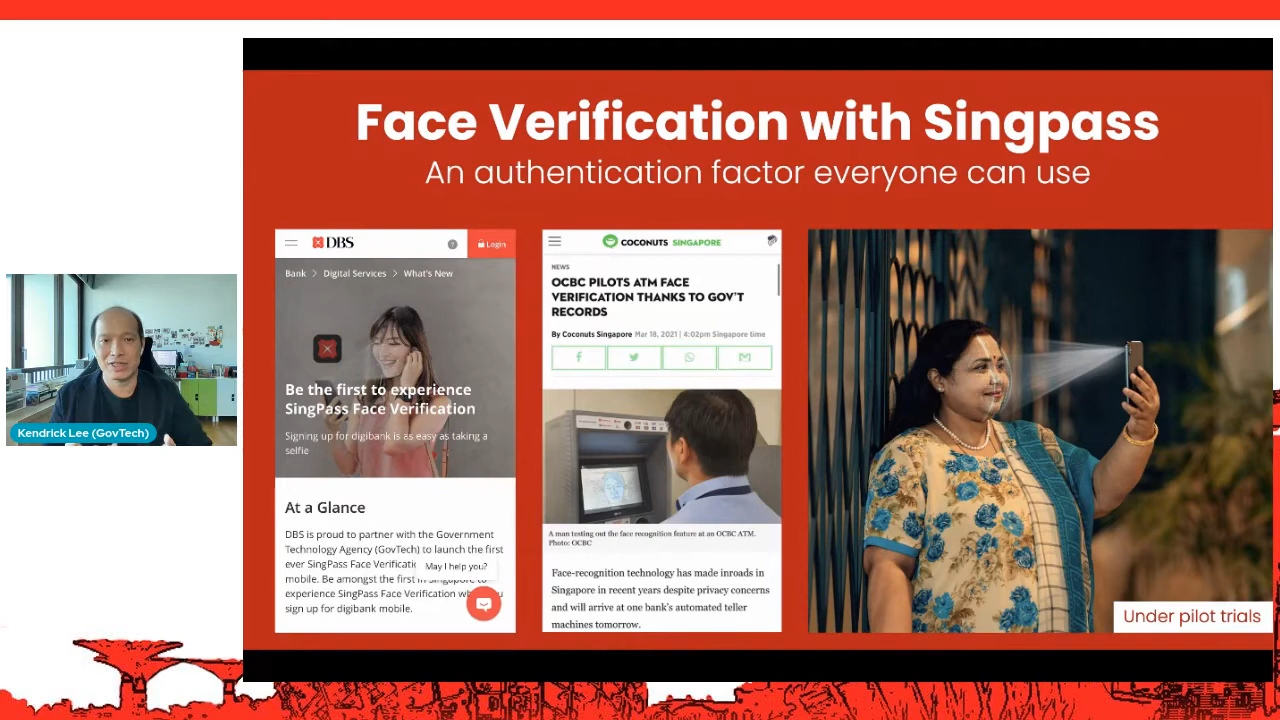 Face Verification with Singpass
An authentication factor everyone can use
DBS
Login
Bank > Digital Services > What's New
Be the first to experience
SingPass Face Verification
Signing up for digibank is as easy as taking a
selfie
At a Glance
DBS is proud to partner with the Government
Technology Agency (GovTech) to launch the first
ever SingPass Face
May I help you?
mobile. Be amongst the first
experience SingPass Face Verification
sign up for digibank mobile.
COCONUTS SINGAPORE
NEWS
OCBC PILOTS ATM FACE
VERIFICATION THANKS TO GOV'T
RECORDS
By Coconuts Singapore Mar 18, 2021 | 4:02pm Singapore time
A man testing out the face recognition feature at an OCBC ATM.
Photo: OCBC
Face-recognition technology has made inroads in
Singapore in recent years despite privacy concerns
and will arrive at one bank's automated teller
machines tomorrow.
Under pilot trials
Kendrick Lee (GovTech)